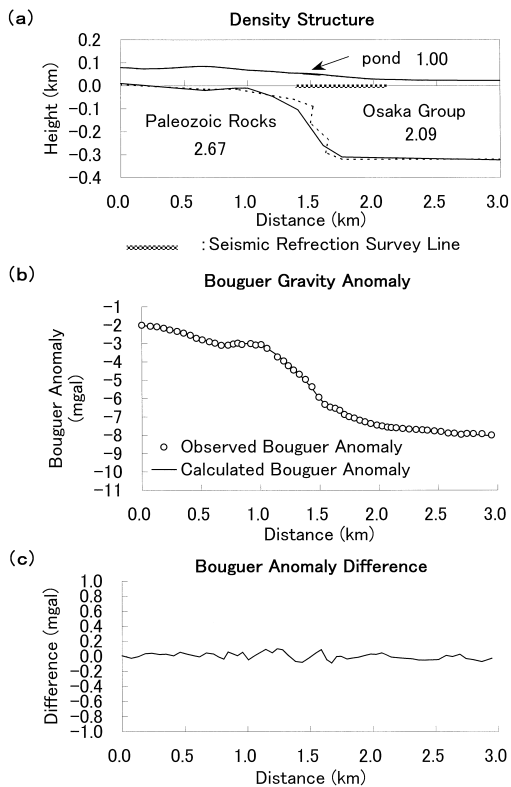 (a)
Density Structure
0.2
0.1
0.0
-0.1
-0.2
-0.3
-0.4
Height (km)
pond 1.00
Paleozoic Rocks
2.67
Osaka Group
2.09
0.0 0.5 1.0 1.5 2.0 2.5 3.0
Distance (km)
:Seismic Refrection Survey Line
(b)
Bouguer Gravity Anomaly
-1
-2
-3
-4
-5
-6
-7
-8
-9
-10
-11
Bouguer Anomaly
(mgal)
Observed Bouguer Anomaly
Calculated Bouguer Anomaly
0.0 0.5 1.0 1.5 2.0 2.5 3.0
Distance (km)
(c)
Bouguer Anomaly Difference
1.0
0.8
0.6
0.4
0.2
0.0
-0.2
-0.4
-0.6
-0.8
-1.0
Difference (mgal)
0.0 0.5 1.0 1.5 2.0 2.5 3.0
Distance (km)